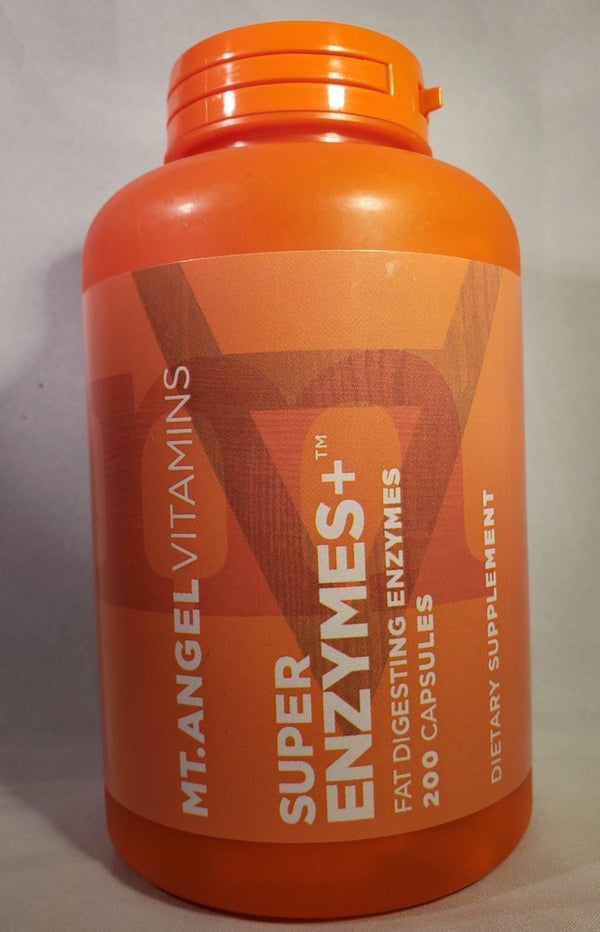 MT.ANGEL VITAMINS
SUPER
ENZYMES+™
FAT DIGESTING ENZYMES
200 CAPSULES
DIETARY SUPPLEMENT